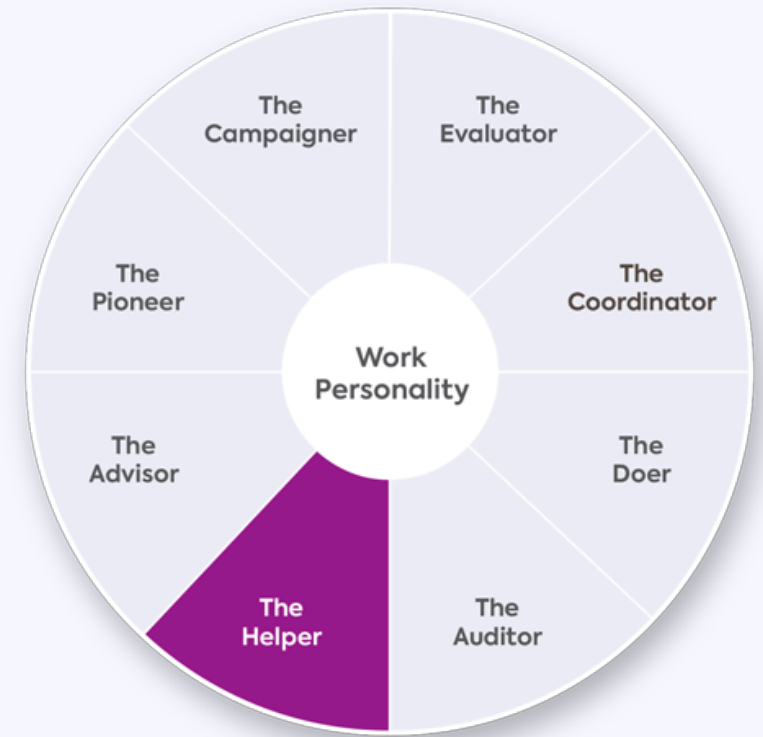 The
Campaigner
The
Evaluator
The
Coordinator
The
Doer
The
Auditor
The
Helper
The
Advisor
The
Pioneer
Work
Personality